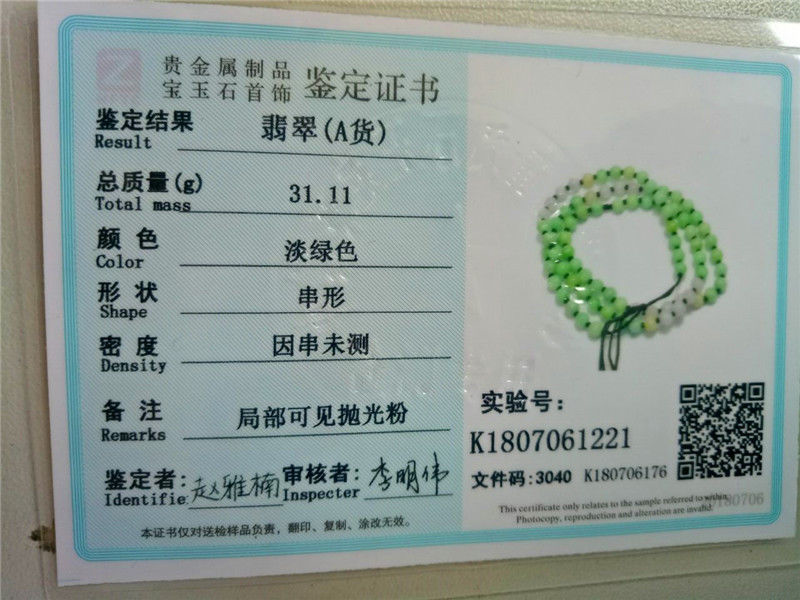 贵金属制品
宝玉石首饰 鉴定证书
鉴定结果 翡翠(A货)
Result
总质量(g) 31.11
Total mass
颜 色 淡绿色
Color
形 状 串形
Shape
密 度 因串未测
Density
备 注 局部可见抛光粉
Remarks
鉴定者: 赵雅楠 审核者: 李明伟
Identifie Inspecter
本证书仅对送检样品负责,翻印、复制、涂改无效。
实验号:
K1807061221
文件码:3040 K180706176
This certificate only relates to the sample referred to within.
Photocopy, reproduction and alteration are invalid.